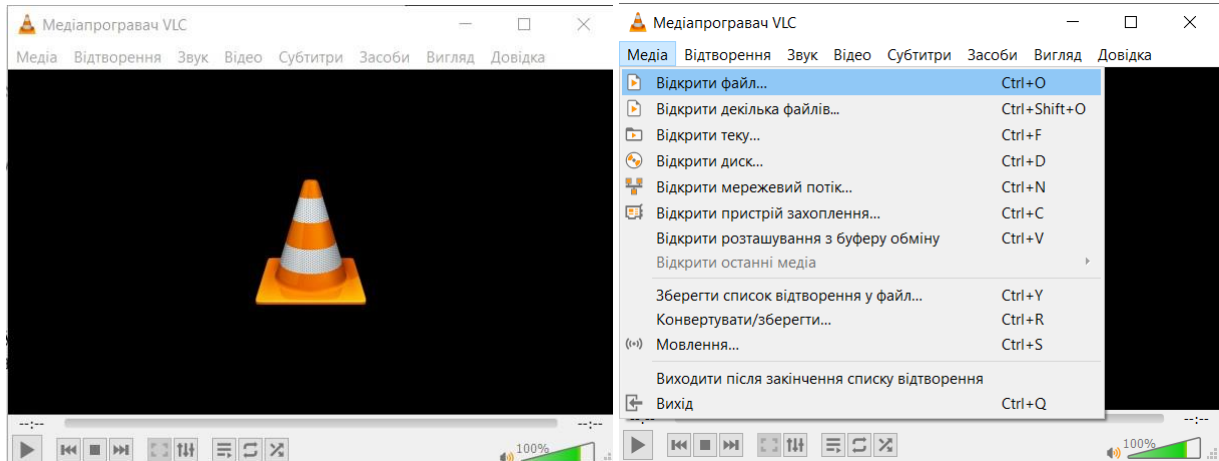 Медіапрогравач VLC
Медіа Відтворення Звук Відео Субтитри Засоби Вигляд Довідка
--:-- --:--
100%
Медіапрогравач VLC
Медіа Відтворення Звук Відео Субтитри Засоби Вигляд Довідка
Відкрити файл... Ctrl+O
Відкрити декілька файлів... Ctrl+Shift+O
Відкрити теку... Ctrl+F
Відкрити диск... Ctrl+D
Відкрити мережевий потік... Ctrl+N
Відкрити пристрій захоплення... Ctrl+C
Відкрити розташування з буферу обміну Ctrl+V
Відкрити останні медіа
Зберегти список відтворення у файл... Ctrl+Y
Конвертувати/зберегти... Ctrl+R
Мовлення... Ctrl+S
Виходити після закінчення списку відтворення
Вихід Ctrl+Q
--:--
100%